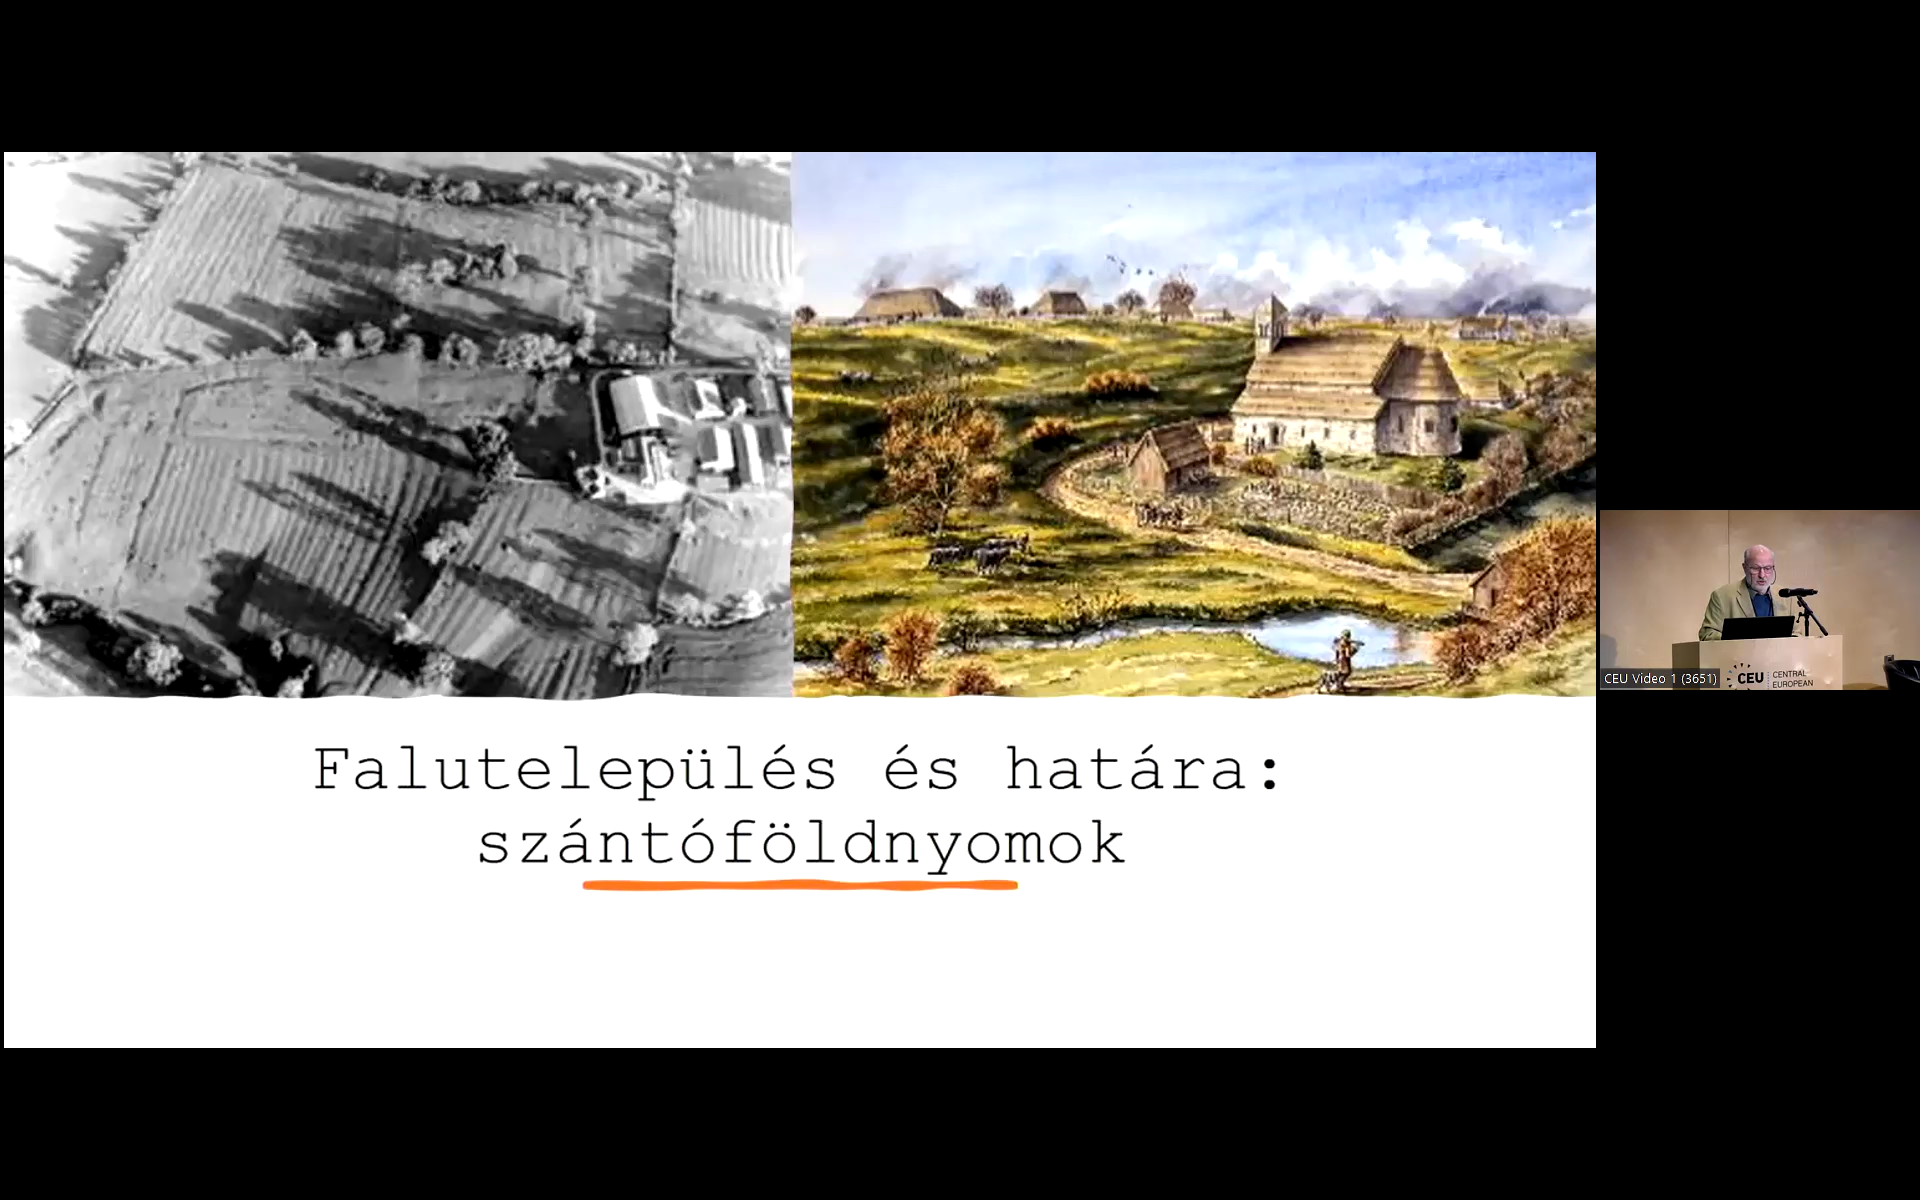 Falutelepülés és határa:
szántóföldnyomok
CEU Video 1 (3651)
CEU
CENTRAL
EUROPEAN